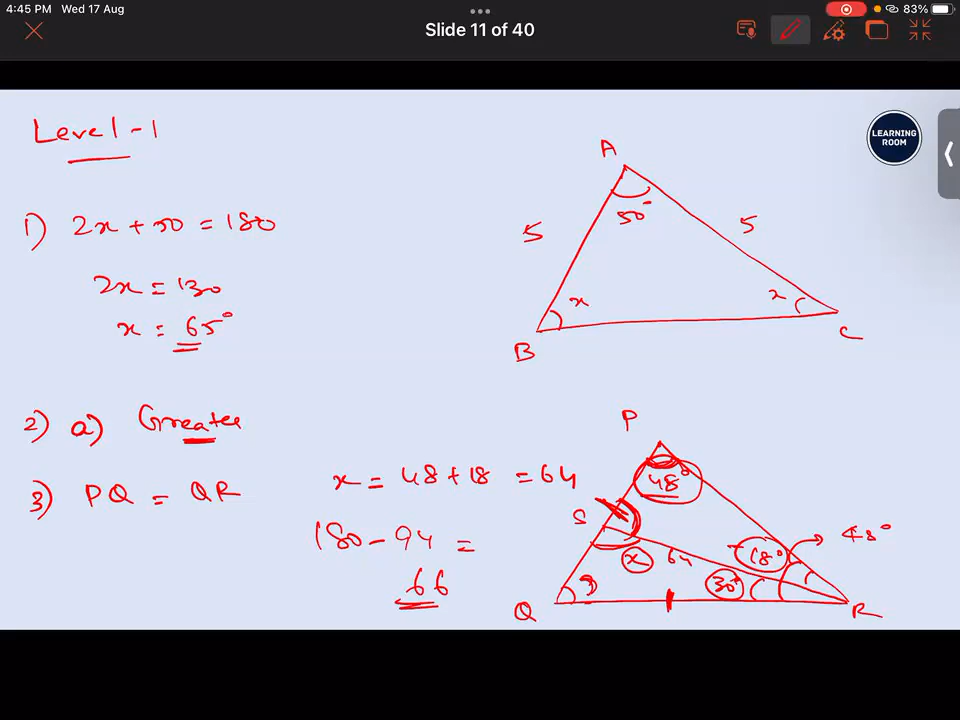 4:45 PM Wed 17 Aug
83%
Slide 11 of 40
LEARNING
ROOM
Level - 1
1) 2x + 50 = 180
2x = 130
x = 65°
A
50°
5
5
x
x
B
C
2) a) Greater
3) PQ = QR
x = 48 + 18 = 64
180 - 94 =
66
P
48°
S
x
64
18°
48°
30°
Q
R